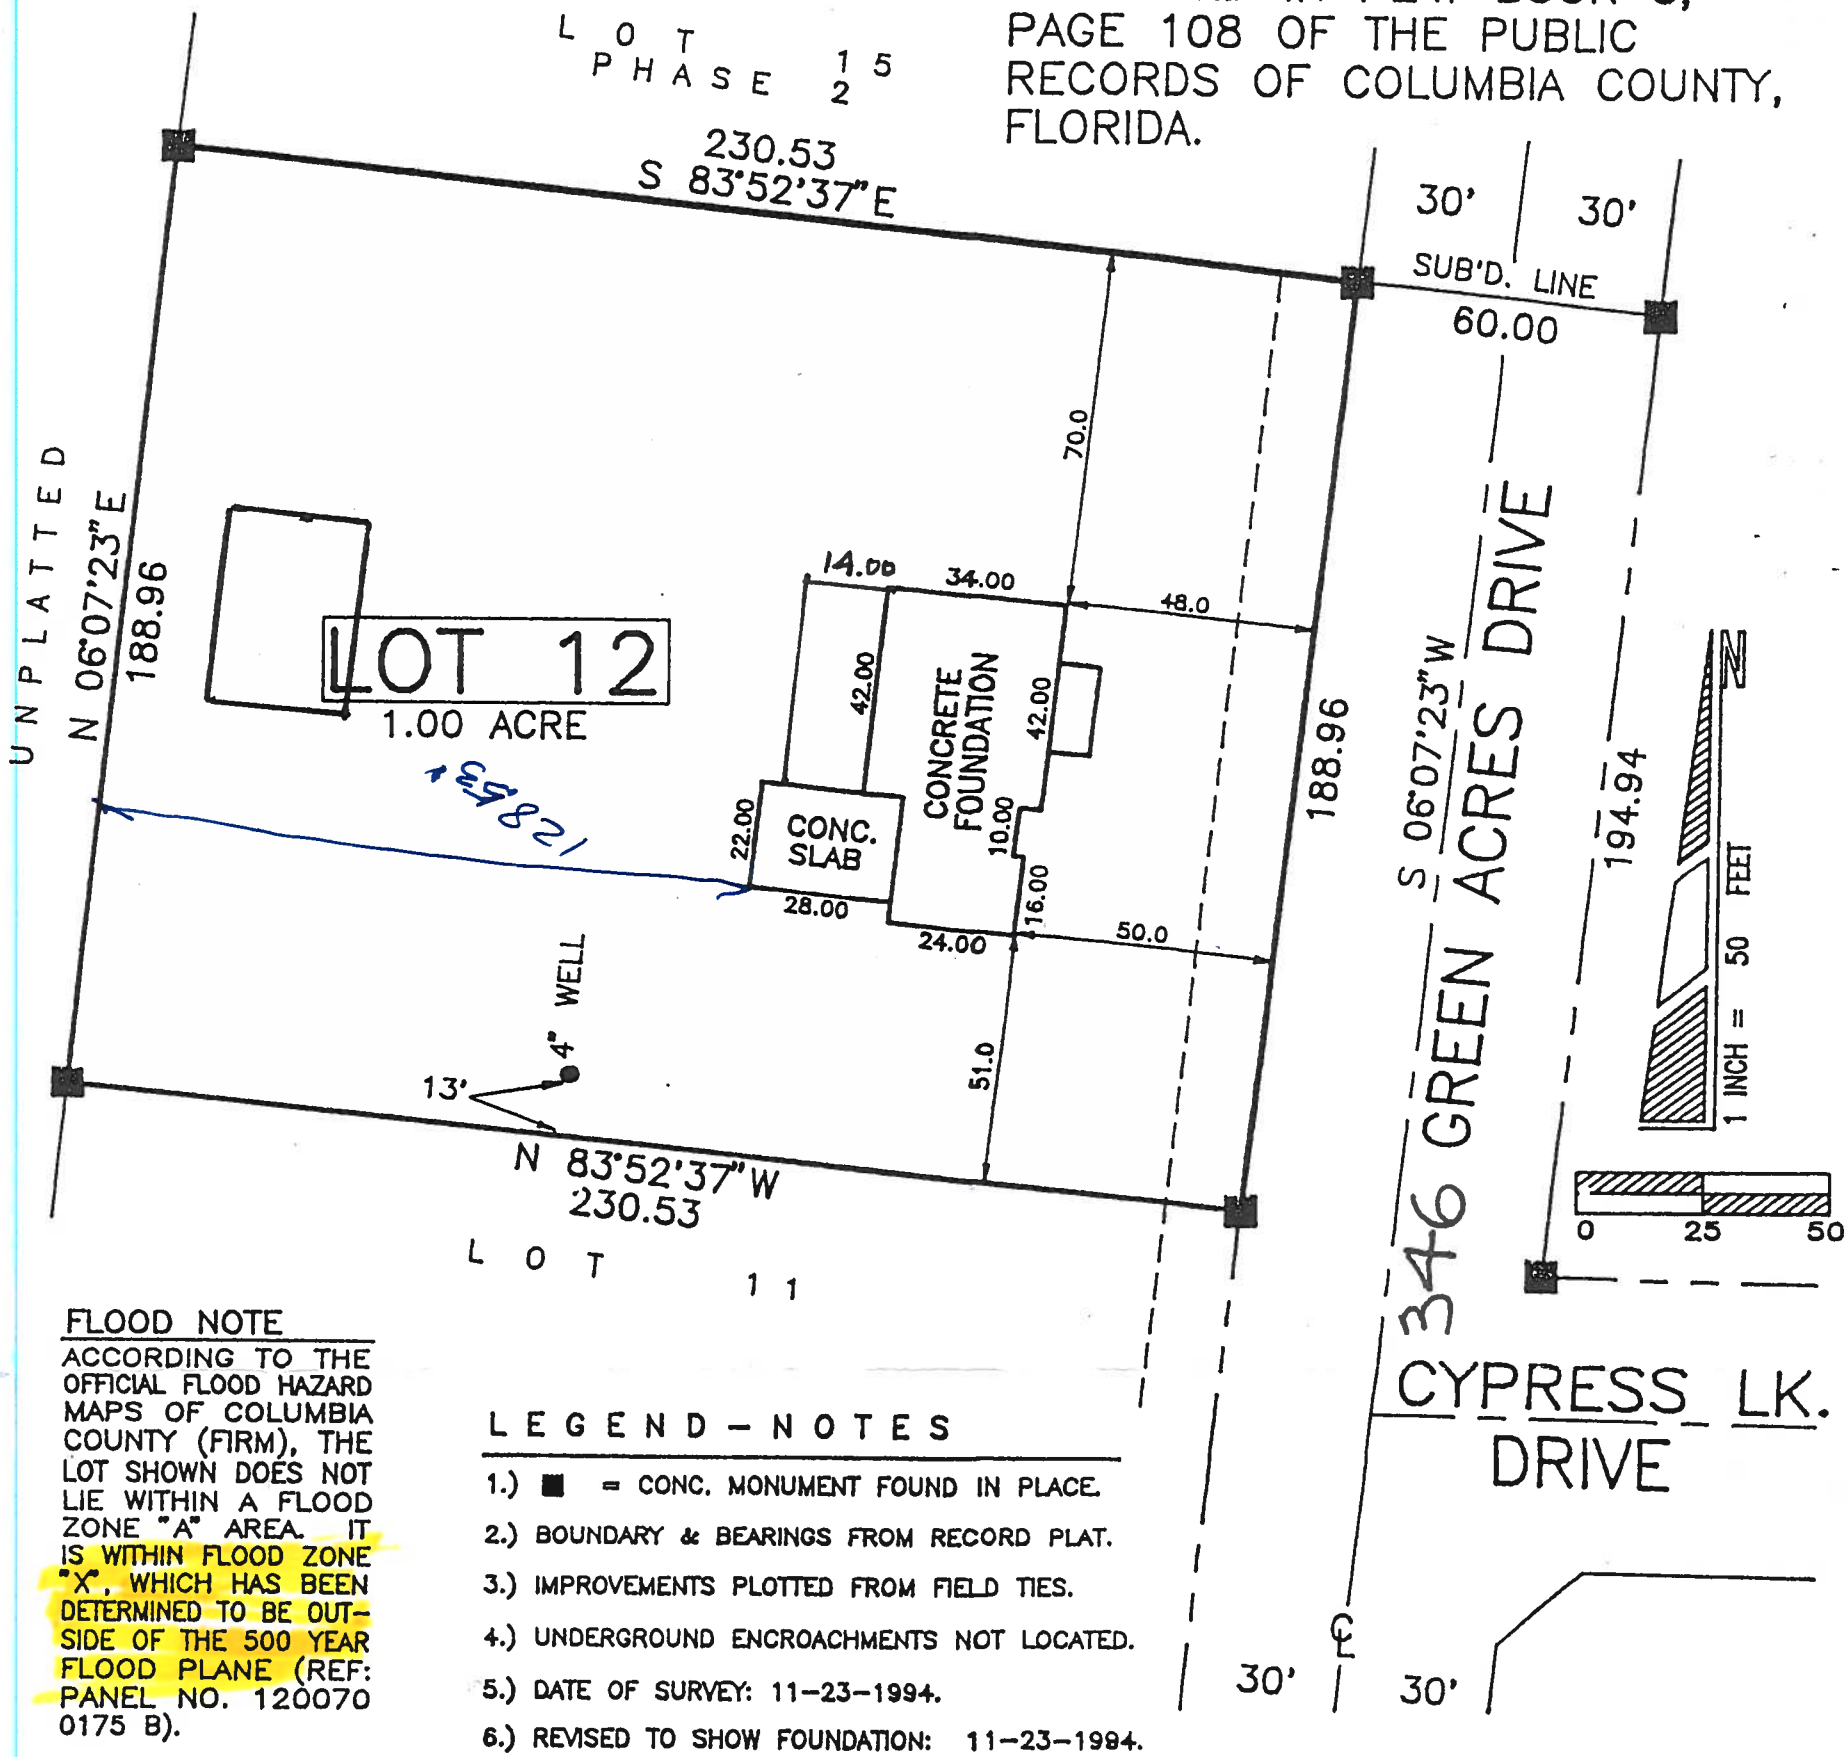 PAGE 108 OF THE PUBLIC
RECORDS OF COLUMBIA COUNTY,
FLORIDA.
LOT 15
PHASE 2
230.53
S 83°52'37"E
30'
30'
SUB'D. LINE
60.00
UNPLATTED
N 06°07'23"E
188.96
70.0
14.00
34.00
48.0
LOT 12
1.00 ACRE
42.00
CONCRETE
FOUNDATION
42.00
128.53
22.00
CONC.
SLAB
10.00
16.00
28.00
24.00
50.0
4" WELL
13'
51.0
188.96
S 06°07'23"W
346 GREEN ACRES DRIVE
194.94
N
1 INCH = 50 FEET
0 25 50
N 83°52'37"W
230.53
LOT 11
CYPRESS LK.
DRIVE
FLOOD NOTE
ACCORDING TO THE
OFFICIAL FLOOD HAZARD
MAPS OF COLUMBIA
COUNTY (FIRM), THE
LOT SHOWN DOES NOT
LIE WITHIN A FLOOD
ZONE "A" AREA. IT
IS WITHIN FLOOD ZONE
"X", WHICH HAS BEEN
DETERMINED TO BE OUT-
SIDE OF THE 500 YEAR
FLOOD PLANE (REF:
PANEL NO. 120070
0175 B).
LEGEND-NOTES
1.) ■ = CONC. MONUMENT FOUND IN PLACE.
2.) BOUNDARY & BEARINGS FROM RECORD PLAT.
3.) IMPROVEMENTS PLOTTED FROM FIELD TIES.
4.) UNDERGROUND ENCROACHMENTS NOT LOCATED.
5.) DATE OF SURVEY: 11-23-1994.
6.) REVISED TO SHOW FOUNDATION: 11-23-1994.
℄
30'
30'